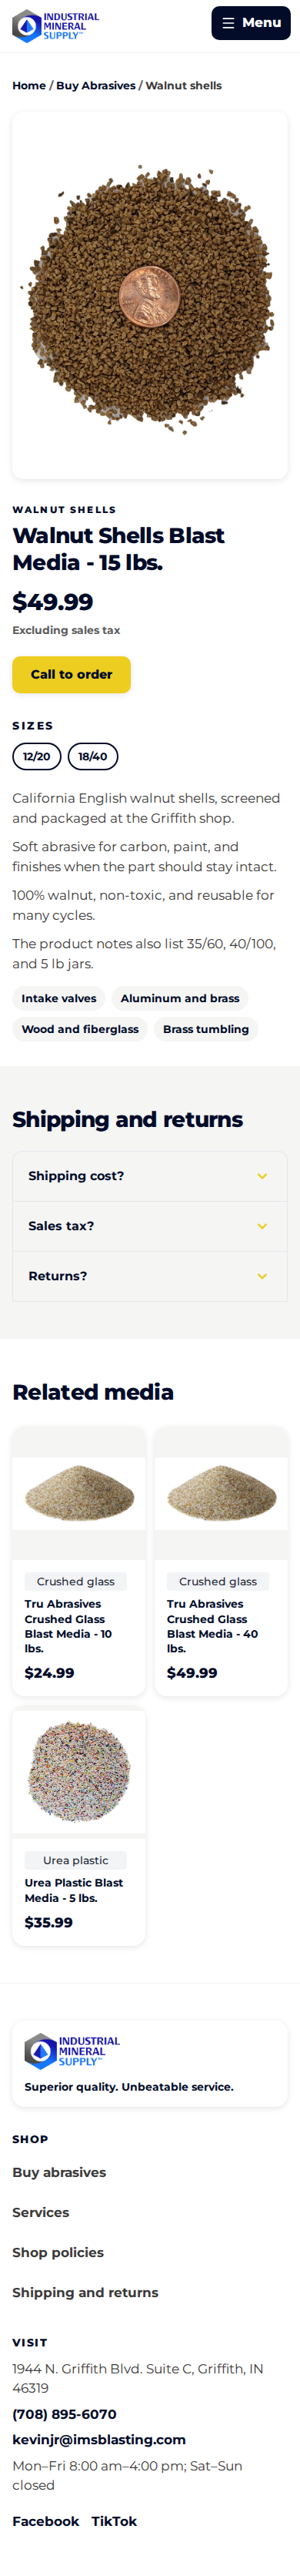 INDUSTRIAL
MINERAL
SUPPLY™
Menu
Home / Buy Abrasives / Walnut shells
WALNUT SHELLS
Walnut Shells Blast
Media - 15 lbs.
$49.99
Excluding sales tax
Call to order
SIZES
12/20
18/40
California English walnut shells, screened
and packaged at the Griffith shop.
Soft abrasive for carbon, paint, and
finishes when the part should stay intact.
100% walnut, non-toxic, and reusable for
many cycles.
The product notes also list 35/60, 40/100,
and 5 lb jars.
Intake valves
Aluminum and brass
Wood and fiberglass
Brass tumbling
Shipping and returns
Shipping cost?
Sales tax?
Returns?
Related media
Crushed glass
Tru Abrasives
Crushed Glass
Blast Media - 10
lbs.
$24.99
Crushed glass
Tru Abrasives
Crushed Glass
Blast Media - 40
lbs.
$49.99
Urea plastic
Urea Plastic Blast
Media - 5 lbs.
$35.99
INDUSTRIAL
MINERAL
SUPPLY™
Superior quality. Unbeatable service.
SHOP
Buy abrasives
Services
Shop policies
Shipping and returns
VISIT
1944 N. Griffith Blvd. Suite C, Griffith, IN
46319
(708) 895-6070
kevinjr@imsblasting.com
Mon–Fri 8:00 am–4:00 pm; Sat–Sun
closed
Facebook
TikTok